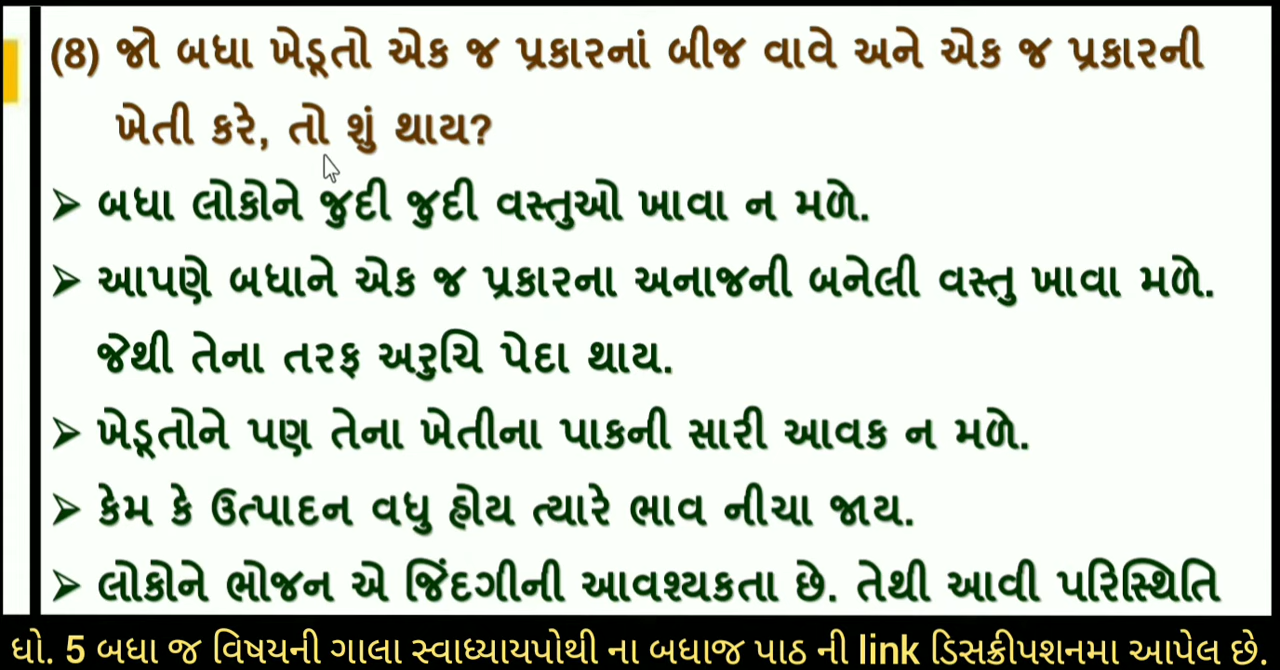 (8) જો બધા ખેડૂતો એક જ પ્રકારનાં બીજ વાવે અને એક જ પ્રકારની
ખેતી કરે, તો શું થાય?
➢ બધા લોકોને જુદી જુદી વસ્તુઓ ખાવા ન મળે.
➢ આપણે બધાને એક જ પ્રકારના અનાજની બનેલી વસ્તુ ખાવા મળે.
જેથી તેના તરફ અરુચિ પેદા થાય.
➢ ખેડૂતોને પણ તેના ખેતીના પાકની સારી આવક ન મળે.
➢ કેમ કે ઉત્પાદન વધુ હોય ત્યારે ભાવ નીચા જાય.
➢ લોકોને ભોજન એ જિંદગીની આવશ્યકતા છે. તેથી આવી પરિસ્થિતિ
ધો. 5 બધા જ વિષયની ગાલા સ્વાધ્યાયપોથી ના બધાજ પાઠ ની link ડિસક્રીપશનમા આપેલ છે.